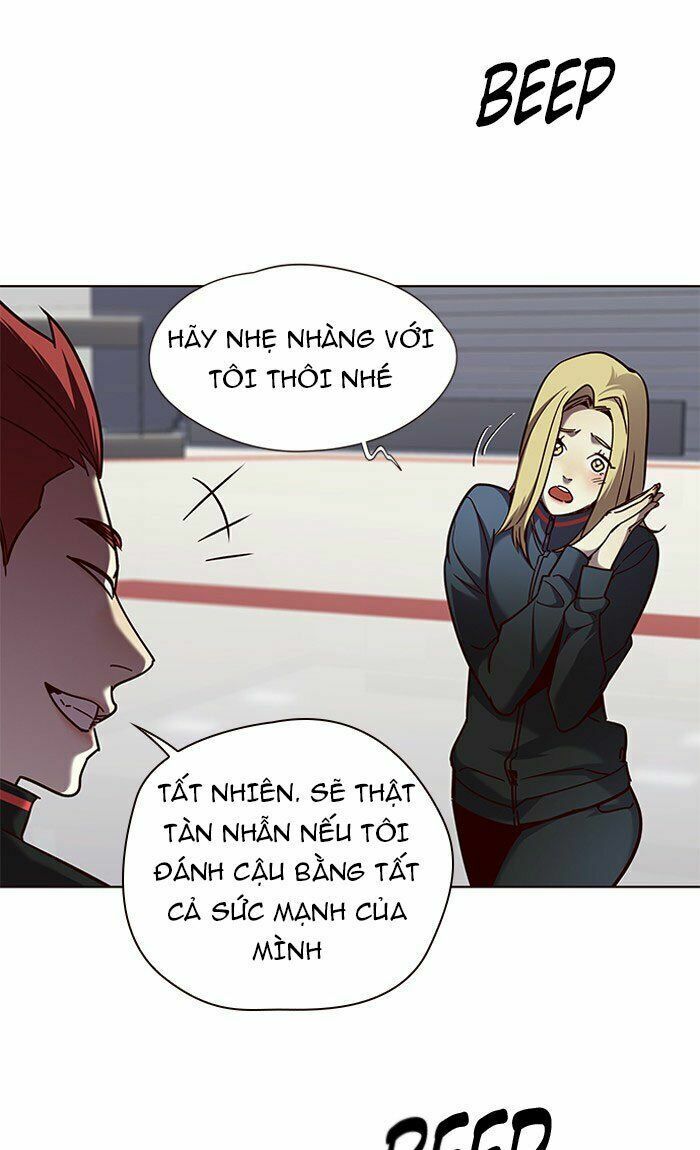 BEEP
HÃY NHẸ NHÀNG VỚI
TÔI THÔI NHÉ
TẤT NHIÊN, SẼ THẬT
TÀN NHẪN NẾU TÔI
ĐÁNH CẬU BẰNG TẤT
CẢ SỨC MẠNH CỦA
MÌNH
BEEP